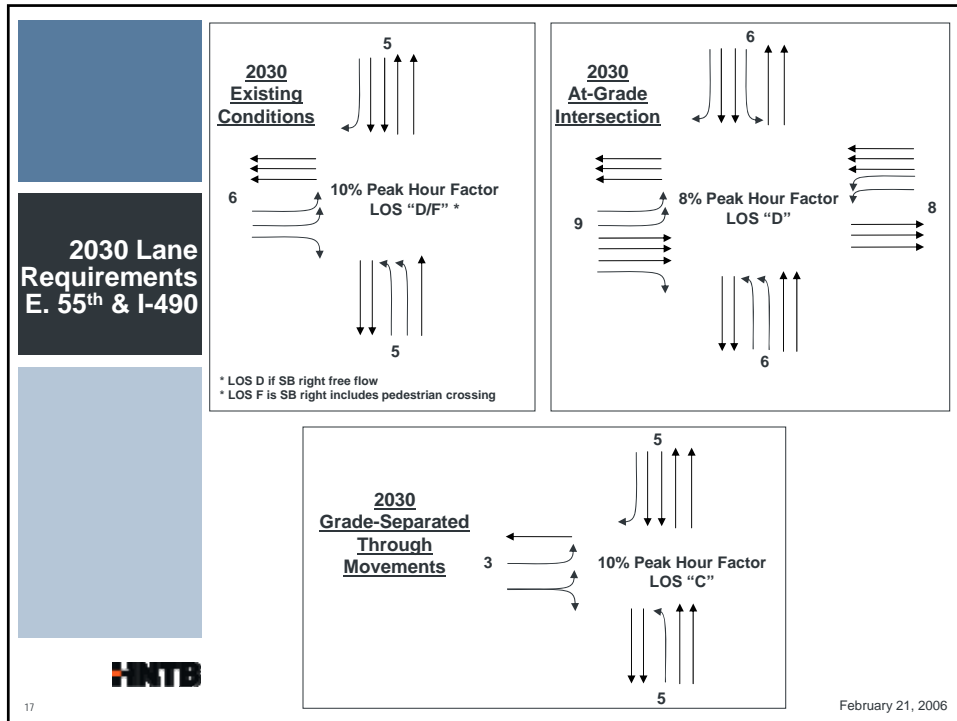 2030 Lane
Requirements
E. 55th & I-490
2030
Existing
Conditions
5
6
10% Peak Hour Factor
LOS “D/F” *
5
* LOS D if SB right free flow
* LOS F is SB right includes pedestrian crossing
2030
At-Grade
Intersection
6
9
8% Peak Hour Factor
LOS “D”
8
6
2030
Grade-Separated
Through
Movements
5
3
10% Peak Hour Factor
LOS “C”
5
HNTB
17
February 21, 2006